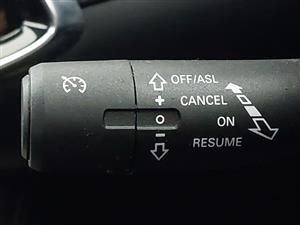 OFF/ASL
+ CANCEL
O ON
− RESUME